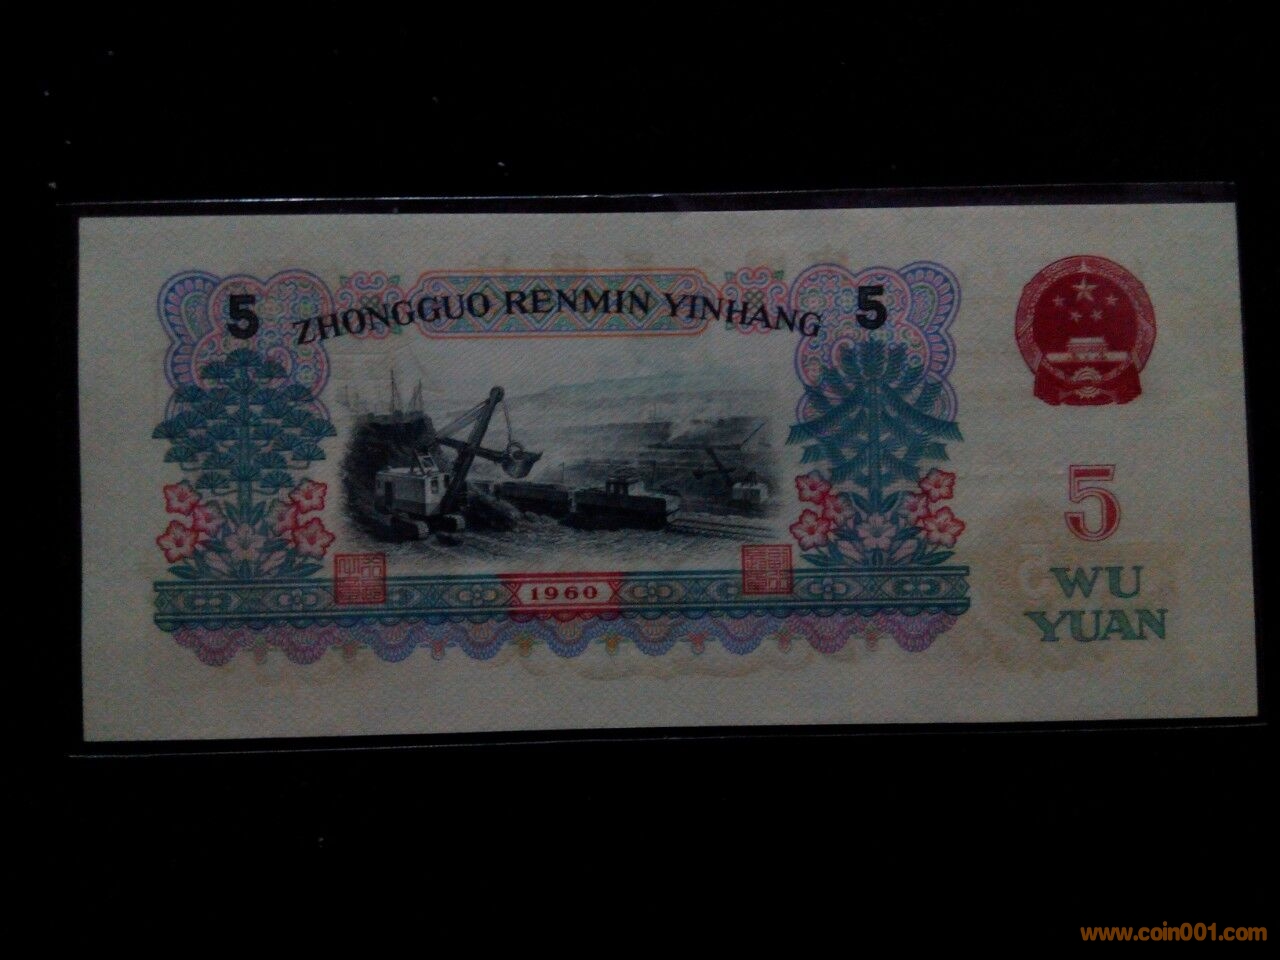 5 ZHONGGUO RENMIN YINHANG 5
5
WU
YUAN
1960
www.coin001.com